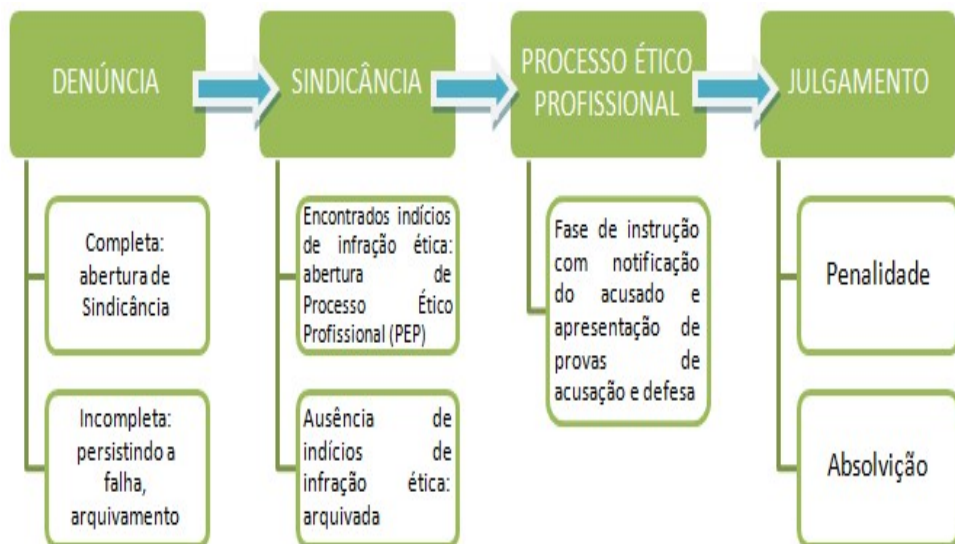 DENÚNCIA
SINDICÂNCIA
PROCESSO ÉTICO
PROFISSIONAL
JULGAMENTO
Completa:
abertura de
Sindicância
Incompleta:
persistindo a
falha,
arquivamento
Encontrados indícios
de infração ética:
abertura de
Processo Ético
Profissional (PEP)
Ausência de
indícios de
infração ética:
arquivada
Fase de instrução
com notificação
do acusado e
apresentação de
provas de
acusação e defesa
Penalidade
Absolvição